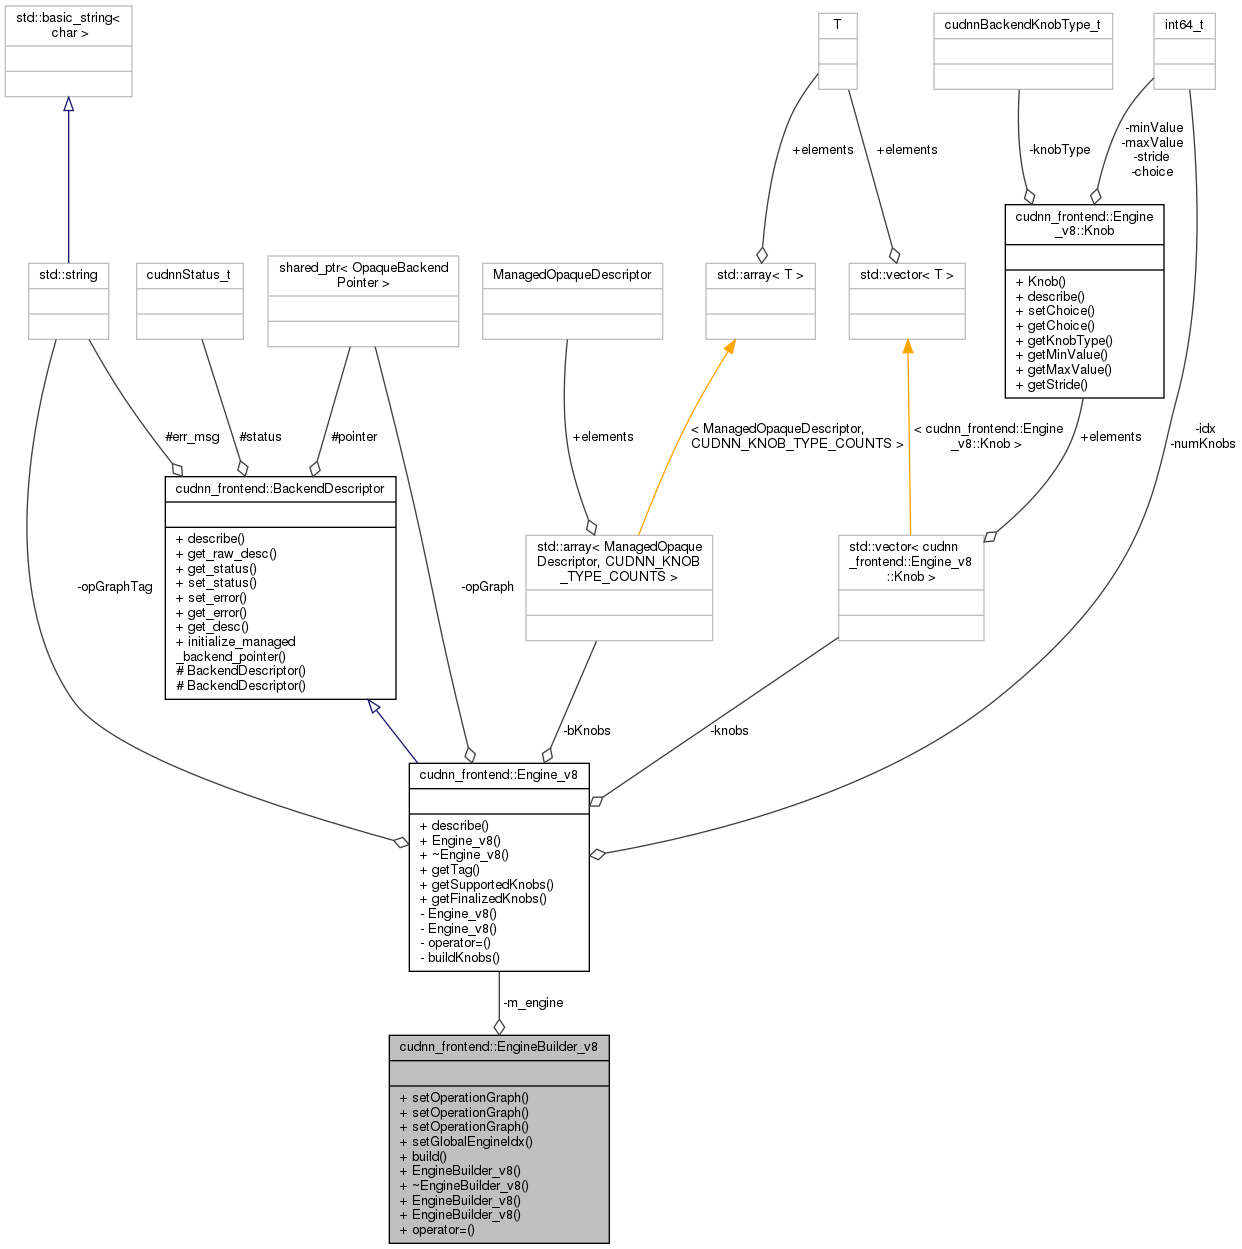 std::basic_string<
char >
T
cudnnBackendKnobType_t
int64_t
+elements
+elements
-knobType
-minValue
-maxValue
-stride
-choice
cudnn_frontend::Engine
_v8::Knob
+ Knob()
+ describe()
+ setChoice()
+ getChoice()
+ getKnobType()
+ getMinValue()
+ getMaxValue()
+ getStride()
std::string
cudnnStatus_t
shared_ptr< OpaqueBackend
Pointer >
ManagedOpaqueDescriptor
std::array< T >
std::vector< T >
#err_msg
#status
#pointer
+elements
< ManagedOpaqueDescriptor,
CUDNN_KNOB_TYPE_COUNTS >
< cudnn_frontend::Engine
_v8::Knob >
+elements
-idx
-numKnobs
cudnn_frontend::BackendDescriptor
+ describe()
+ get_raw_desc()
+ get_status()
+ set_status()
+ set_error()
+ get_error()
+ get_desc()
+ initialize_managed
_backend_pointer()
# BackendDescriptor()
# BackendDescriptor()
-opGraphTag
-opGraph
std::array< ManagedOpaque
Descriptor, CUDNN_KNOB
_TYPE_COUNTS >
std::vector< cudnn
_frontend::Engine_v8
::Knob >
-bKnobs
-knobs
cudnn_frontend::Engine_v8
+ describe()
+ Engine_v8()
+ ~Engine_v8()
+ getTag()
+ getSupportedKnobs()
+ getFinalizedKnobs()
- Engine_v8()
- Engine_v8()
- operator=()
- buildKnobs()
-m_engine
cudnn_frontend::EngineBuilder_v8
+ setOperationGraph()
+ setOperationGraph()
+ setOperationGraph()
+ setGlobalEngineIdx()
+ build()
+ EngineBuilder_v8()
+ ~EngineBuilder_v8()
+ EngineBuilder_v8()
+ EngineBuilder_v8()
+ operator=()